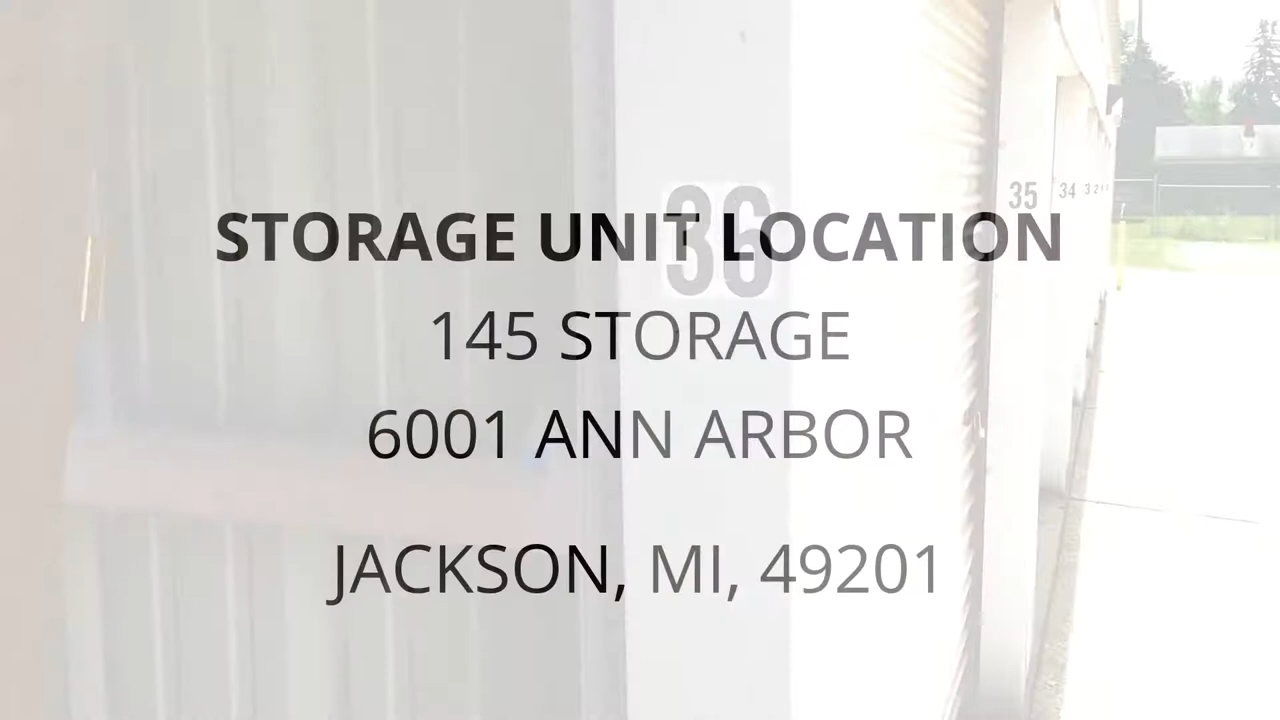 STORAGE UNIT LOCATION
145 STORAGE
6001 ANN ARBOR
JACKSON, MI, 49201
36
35
34